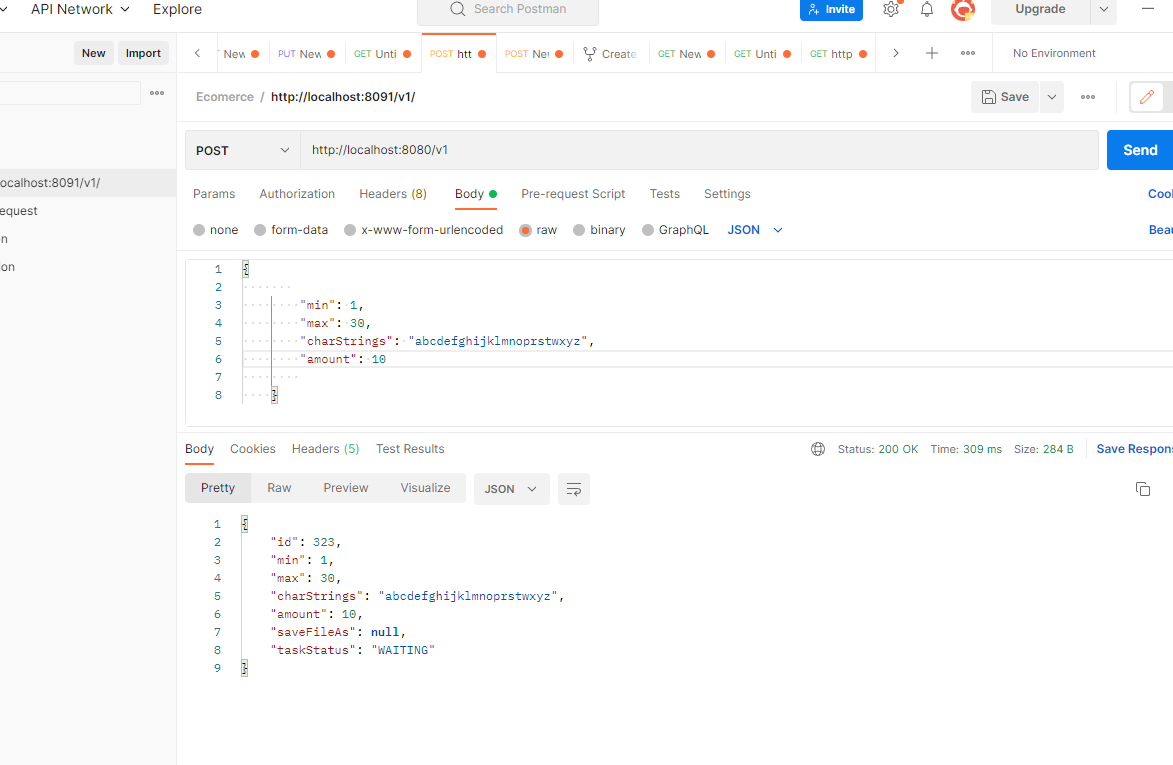 API Network Explore Search Postman Invite Upgrade
New Import New PUT New GET Unti POST htt POST Ne Create GET New GET Unti GET http No Environment
Ecomerce / http://localhost:8091/v1/ Save
POST http://localhost:8080/v1 Send
ocalhost:8091/v1/ Params Authorization Headers (8) Body Pre-request Script Tests Settings Cool
equest
n none form-data x-www-form-urlencoded raw binary GraphQL JSON Beau
ion
1 {
2
3 "min": 1,
4 "max": 30,
5 "charStrings": "abcdefghijklmnoprstwxyz",
6 "amount": 10
7
8 }
Body Cookies Headers (5) Test Results Status: 200 OK Time: 309 ms Size: 284 B Save Respons
Pretty Raw Preview Visualize JSON
1 {
2 "id": 323,
3 "min": 1,
4 "max": 30,
5 "charStrings": "abcdefghijklmnoprstwxyz",
6 "amount": 10,
7 "saveFileAs": null,
8 "taskStatus": "WAITING"
9 }